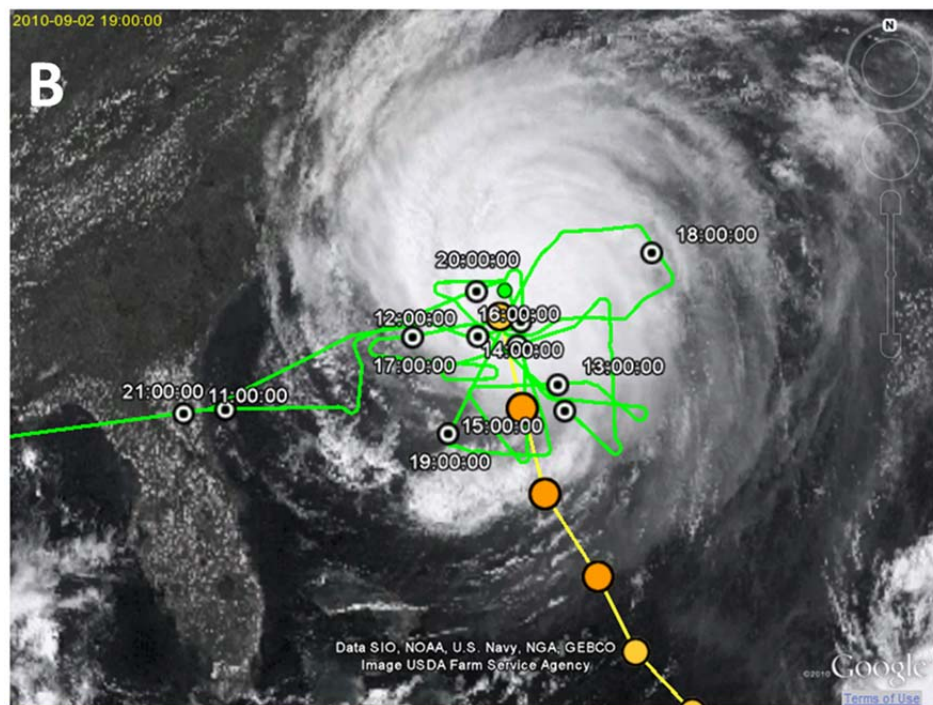 2010-09-02 19:00:00
N
B
18:00:00
20:00:00
16:00:00
12:00:00
14:00:00
17:00:00
13:00:00
21:00:00
11:00:00
15:00:00
19:00:00
Data SIO, NOAA, U.S. Navy, NGA, GEBCO
Image USDA Farm Service Agency
©2010 Google
Terms of Use